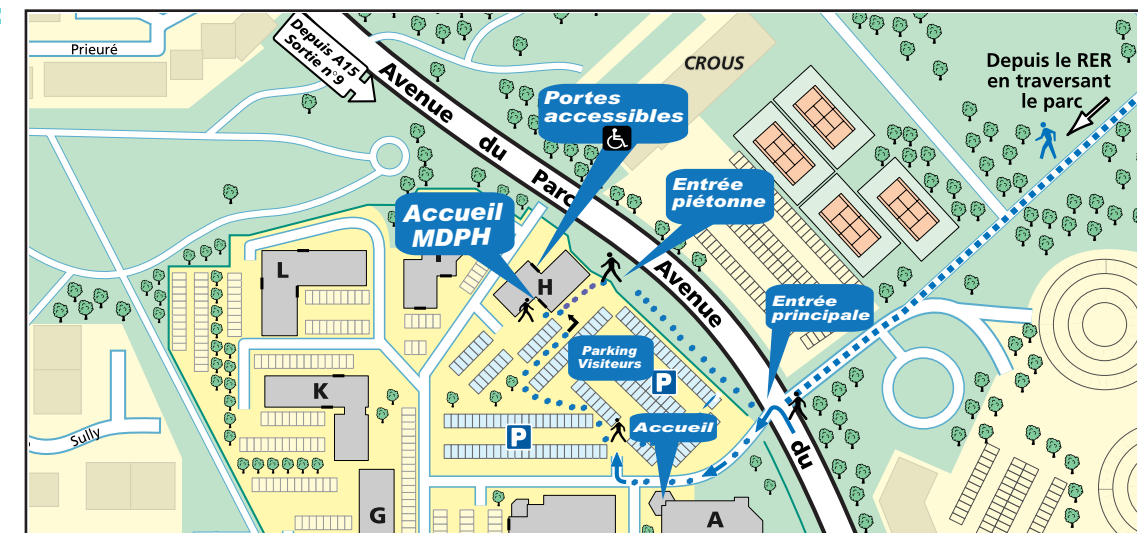 Prieuré
Depuis A15
Sortie n°9
Avenue
du
Parc
CROUS
Depuis le RER
en traversant
le parc
Portes
accessibles
Entrée
piétonne
Accueil
MDPH
L
H
Avenue
Entrée
principale
Parking
Visiteurs
P
K
Sully
P
Accueil
du
G
A